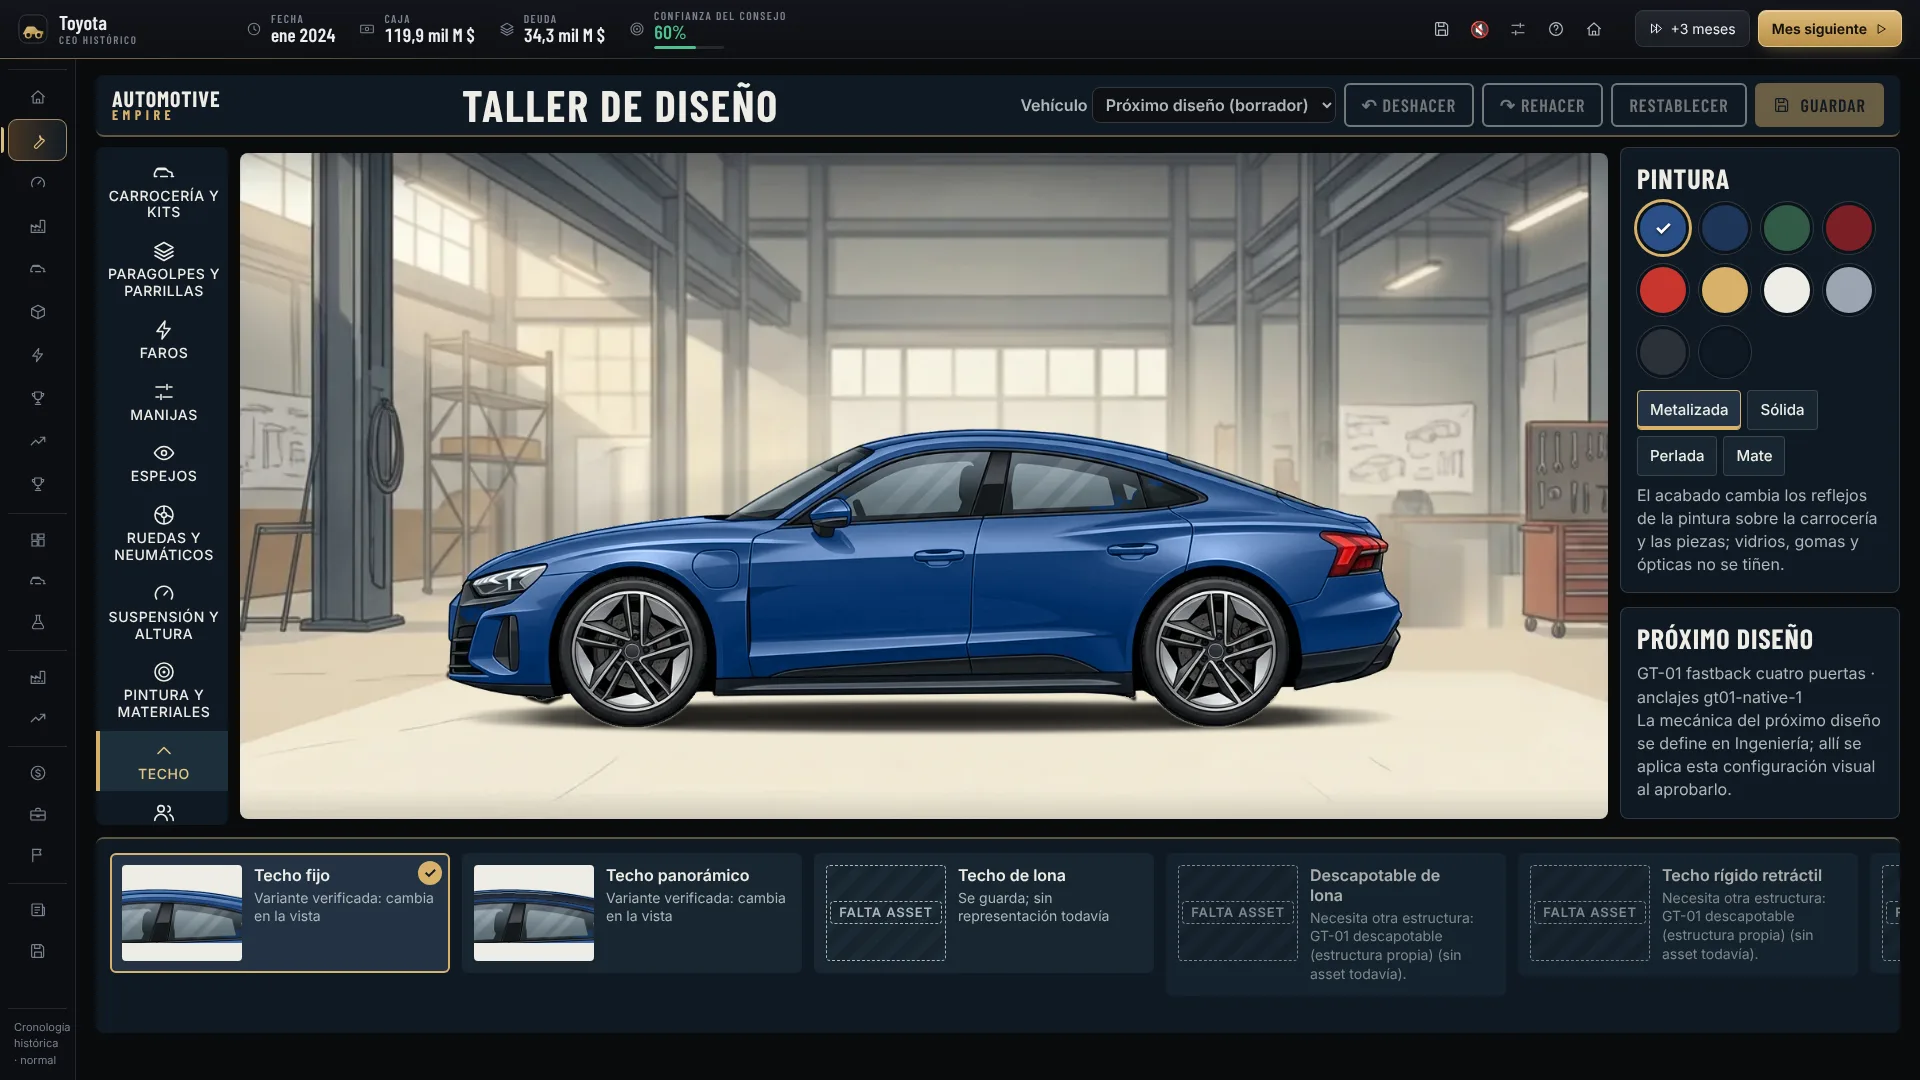 Toyota
CEO HISTÓRICO
FECHA
ene 2024
CAJA
119,9 mil M $
DEUDA
34,3 mil M $
CONFIANZA DEL CONSEJO
60%
+3 meses
Mes siguiente
AUTOMOTIVE
EMPIRE
TALLER DE DISEÑO
Vehículo
Próximo diseño (borrador)
DESHACER
REHACER
RESTABLECER
GUARDAR
CARROCERÍA Y
KITS
PARAGOLPES Y
PARRILLAS
FAROS
MANIJAS
ESPEJOS
RUEDAS Y
NEUMÁTICOS
SUSPENSIÓN Y
ALTURA
PINTURA Y
MATERIALES
TECHO
PINTURA
Metalizada
Sólida
Perlada
Mate
El acabado cambia los reflejos
de la pintura sobre la carrocería
y las piezas; vidrios, gomas y
ópticas no se tiñen.
PRÓXIMO DISEÑO
GT-01 fastback cuatro puertas ·
anclajes gt01-native-1
La mecánica del próximo diseño
se define en Ingeniería; allí se
aplica esta configuración visual
al aprobarlo.
Techo fijo
Variante verificada: cambia
en la vista
Techo panorámico
Variante verificada: cambia
en la vista
FALTA ASSET
Techo de lona
Se guarda; sin
representación todavía
FALTA ASSET
Descapotable de
lona
Necesita otra estructura:
GT-01 descapotable
(estructura propia) (sin
asset todavía).
FALTA ASSET
Techo rígido retráctil
Necesita otra estructura:
GT-01 descapotable
(estructura propia) (sin
asset todavía).
Cronología
histórica
· normal